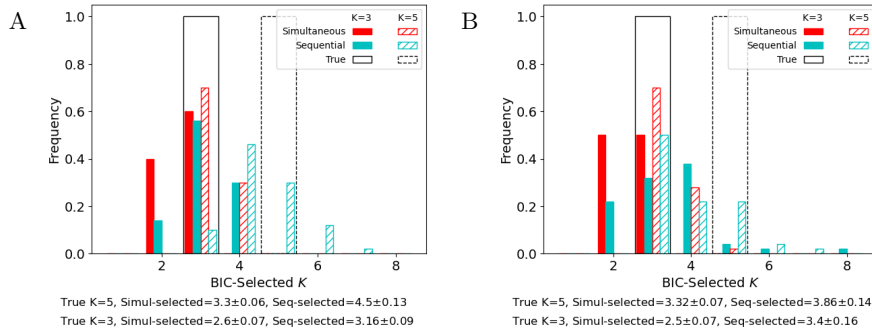 A
K=3 K=5
Simultaneous
Sequential
True
1.0
0.8
0.6
0.4
0.2
0.0
Frequency
2 4 6 8
BIC-Selected K
True K=5, Simul-selected=3.3±0.06, Seq-selected=4.5±0.13
True K=3, Simul-selected=2.6±0.07, Seq-selected=3.16±0.09
B
K=3 K=5
Simultaneous
Sequential
True
1.0
0.8
0.6
0.4
0.2
0.0
Frequency
2 4 6 8
BIC-Selected K
True K=5, Simul-selected=3.32±0.07, Seq-selected=3.86±0.14
True K=3, Simul-selected=2.5±0.07, Seq-selected=3.4±0.16